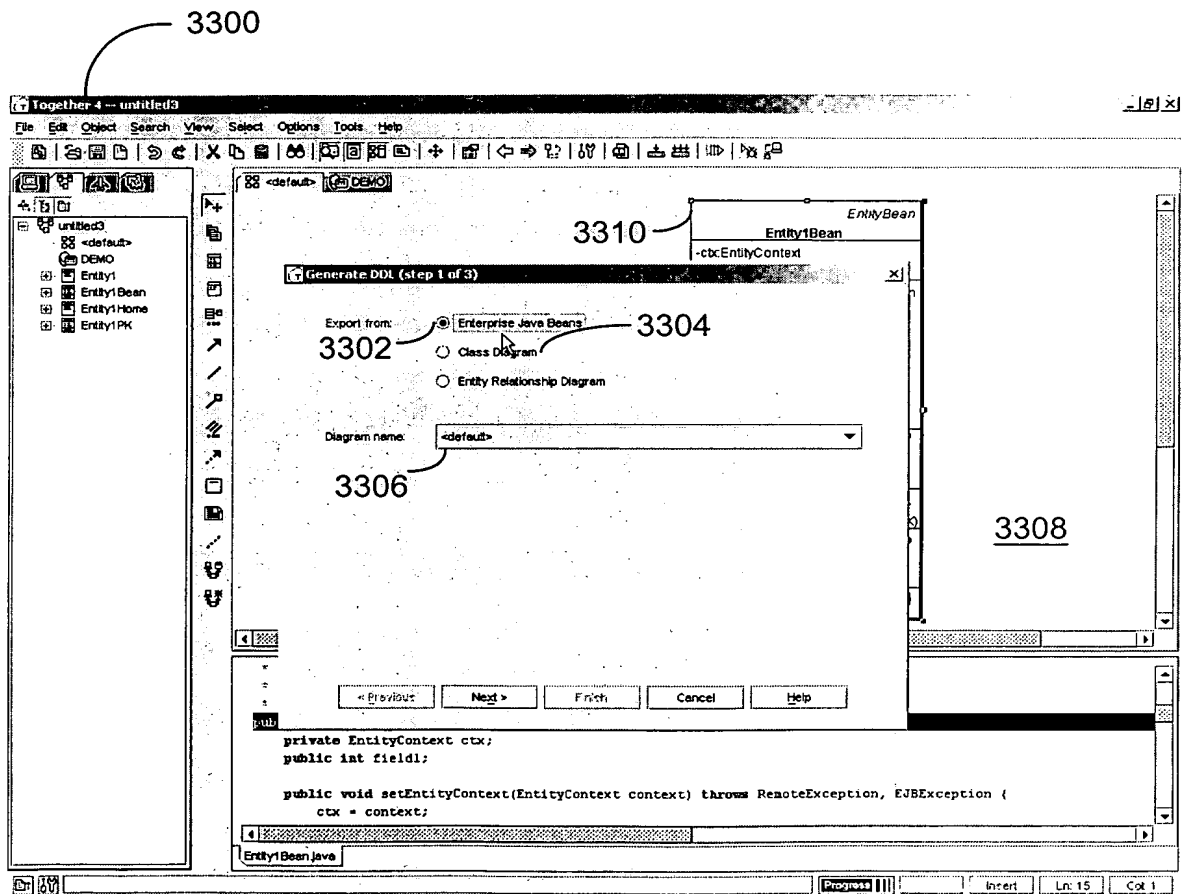 3300
Together 4 -- untitled3
File Edit Object Search View Select Options Tools Help
<default> DEMO
untitled3
<default>
DEMO
Entity1
Entity1Bean
Entity1Home
Entity1PK
3310
EntityBean
Entity1Bean
-ctx:EntityContext
Generate DDL (step 1 of 3)
Export from:
Enterprise Java Beans
3302
3304
Class Diagram
Entity Relationship Diagram
Diagram name:
<default>
3306
3308
< Previous Next > Finish Cancel Help
pub
private EntityContext ctx;
public int field1;
public void setEntityContext(EntityContext context) throws RemoteException, EJBException {
ctx = context;
Entity1Bean.java
Progress Insert Ln: 15 Col: 1